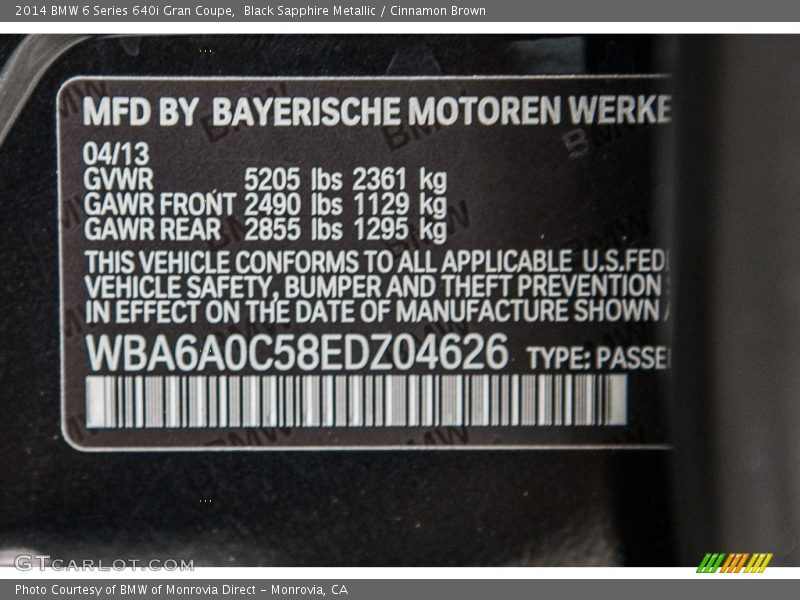 2014 BMW 6 Series 640i Gran Coupe,  Black Sapphire Metallic / Cinnamon Brown
MFD BY BAYERISCHE MOTOREN WERKE
04/13
GVWR 5205 lbs 2361 kg
GAWR FRONT 2490 lbs 1129 kg
GAWR REAR 2855 lbs 1295 kg
THIS VEHICLE CONFORMS TO ALL APPLICABLE U.S.FED
VEHICLE SAFETY, BUMPER AND THEFT PREVENTION
IN EFFECT ON THE DATE OF MANUFACTURE SHOWN
WBA6A0C58EDZ04626 TYPE: PASSE
GTCARLOT.COM
Photo Courtesy of BMW of Monrovia Direct - Monrovia, CA